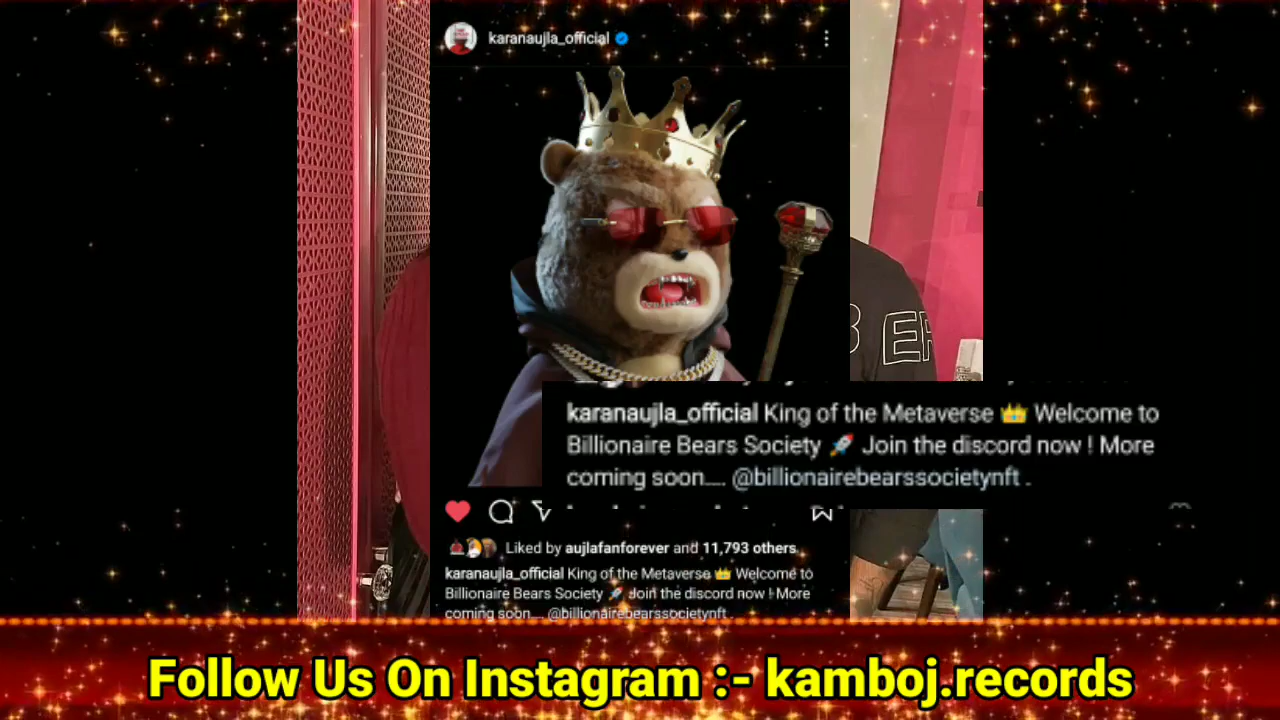 karanaujla_official
B ER
karanaujla_official King of the Metaverse 👑 Welcome to
Billionaire Bears Society 🚀 Join the discord now ! More
coming soon.... @billionairebearssocietynft .
Liked by aujlafanforever and 11,793 others
karanaujla_official King of the Metaverse 👑 Welcome to
Billionaire Bears Society 🚀 Join the discord now ! More
coming soon.... @billionairebearssocietynft .
Follow Us On Instagram :- kamboj.records